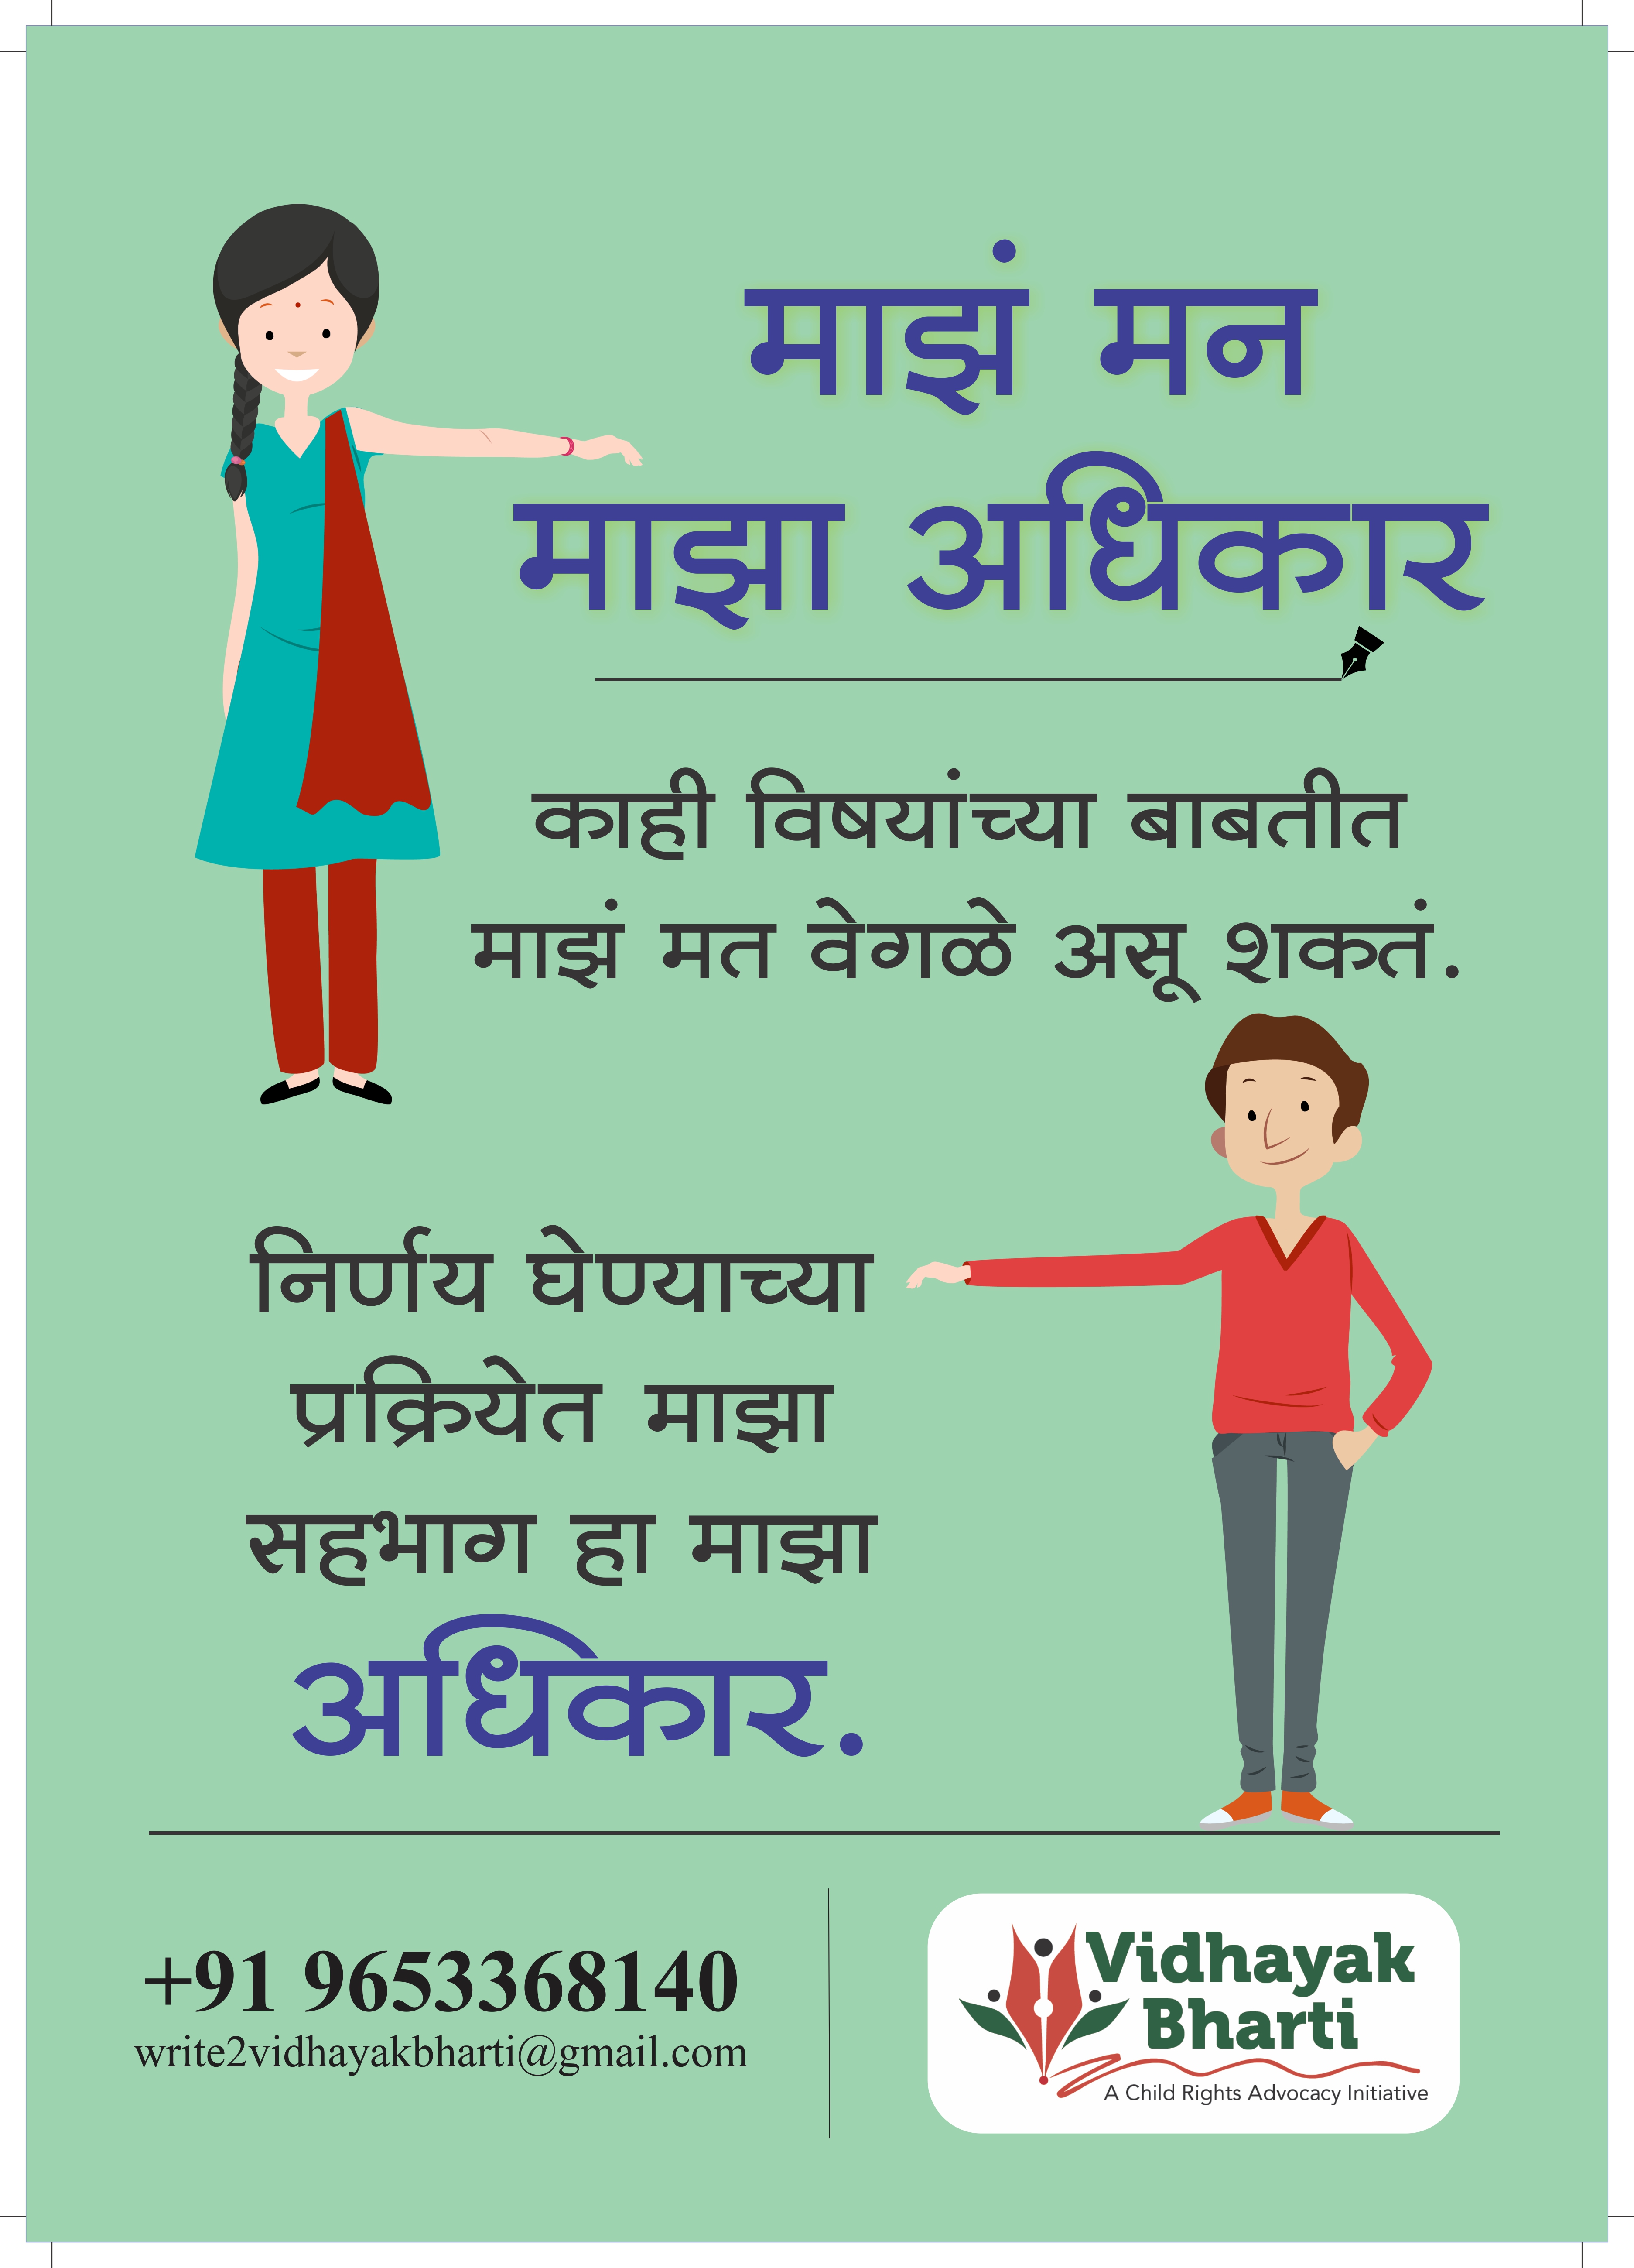 माझं मन
माझा अधिकार
काही विषयांच्या बाबतीत
माझं मत वेगळे असू शकतं.
निर्णय घेण्याच्या
प्रक्रियेत माझा
सहभाग हा माझा
अधिकार.
+91 9653368140
write2vidhayakbharti@gmail.com
Vidhayak
Bharti
A Child Rights Advocacy Initiative